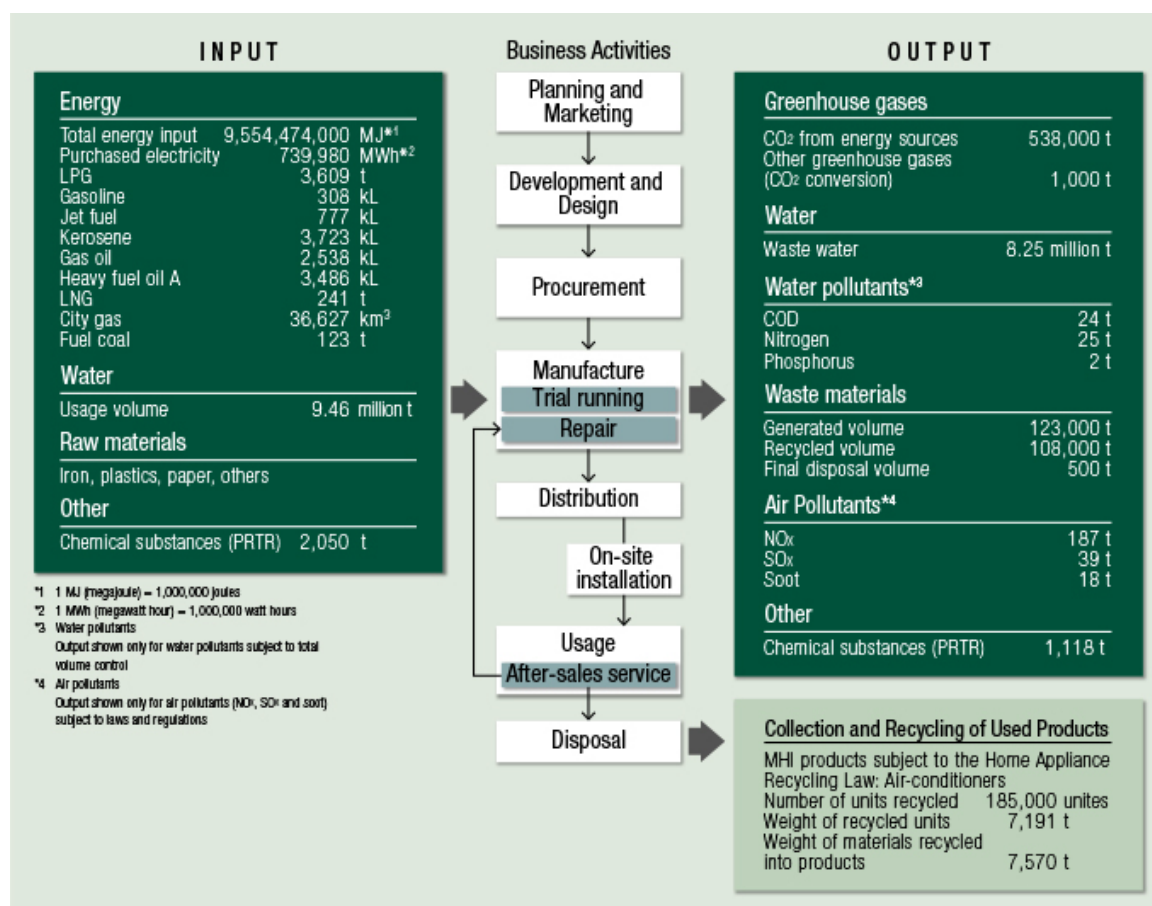 INPUT
Energy
Total energy input 9,554,474,000 MJ*1
Purchased electricity 739,980 MWh*2
LPG 3,609 t
Gasoline 308 kL
Jet fuel 777 kL
Kerosene 3,723 kL
Gas oil 2,538 kL
Heavy fuel oil A 3,486 kL
LNG 241 t
City gas 36,627 km3
Fuel coal 123 t
Water
Usage volume 9.46 million t
Raw materials
Iron, plastics, paper, others
Other
Chemical substances (PRTR) 2,050 t
*1 1 MJ (megajoule) = 1,000,000 joules
*2 1 MWh (megawatt hour) = 1,000,000 watt hours
*3 Water pollutants
Output shown only for water pollutants subject to total
volume control
*4 Air pollutants
Output shown only for air pollutants (NOx, SOx and soot)
subject to laws and regulations
Business Activities
Planning and
Marketing
Development and
Design
Procurement
Manufacture
Trial running
Repair
Distribution
On-site
installation
Usage
After-sales service
Disposal
OUTPUT
Greenhouse gases
CO2 from energy sources 538,000 t
Other greenhouse gases
(CO2 conversion) 1,000 t
Water
Waste water 8.25 million t
Water pollutants*3
COD 24 t
Nitrogen 25 t
Phosphorus 2 t
Waste materials
Generated volume 123,000 t
Recycled volume 108,000 t
Final disposal volume 500 t
Air Pollutants*4
NOx 187 t
SOx 39 t
Soot 18 t
Other
Chemical substances (PRTR) 1,118 t
Collection and Recycling of Used Products
MHI products subject to the Home Appliance
Recycling Law: Air-conditioners
Number of units recycled 185,000 unites
Weight of recycled units 7,191 t
Weight of materials recycled
into products 7,570 t